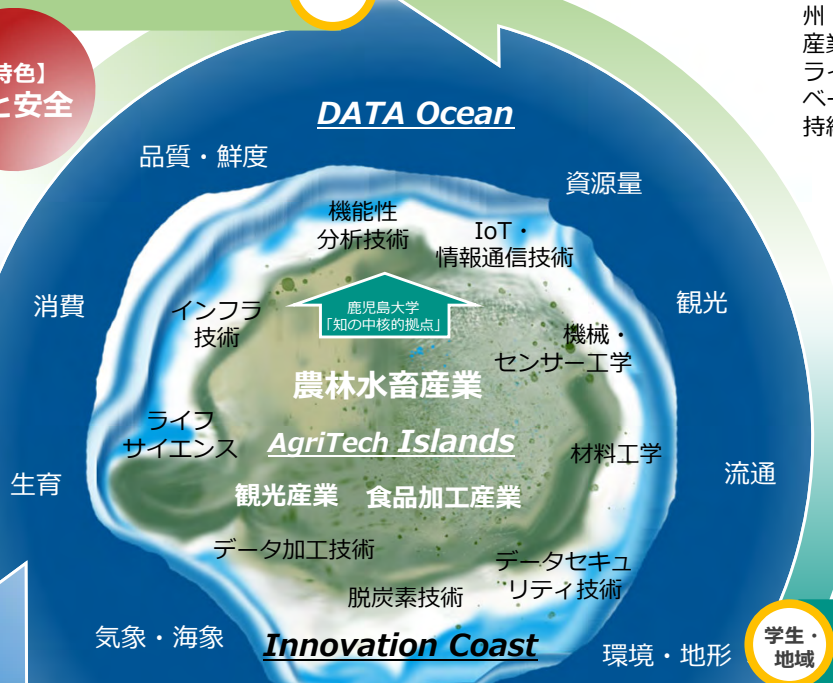 州
産業
特色】
と安全
持続
DATA Ocean
品質・鮮度
資源量
機能性
分析技術
IoT・
情報通信技術
消費
インフラ
技術
鹿児島大学
「知の中核的拠点」
観光
機械・
センサー工学
農林水畜産業
ライフ
サイエンス
AgriTech Islands
材料工学
生育
観光産業 食品加工産業
流通
データ加工技術
データセキュ
リティ技術
脱炭素技術
気象・海象
Innovation Coast
環境・地形
学生・
地域